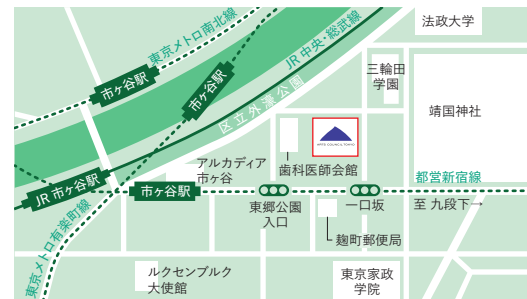 法政大学
東京メトロ南北線
JR中央・総武線
三輪田
学園
市ヶ谷駅
市ヶ谷駅
靖国神社
区立外濠公園
アルカディア
市ヶ谷
歯科医師会館
都営新宿線
JR 市ヶ谷駅
市ヶ谷駅
東郷公園
入口
一口坂
至 九段下→
東京メトロ有楽町線
麹町郵便局
ルクセンブルク
大使館
東京家政
学院